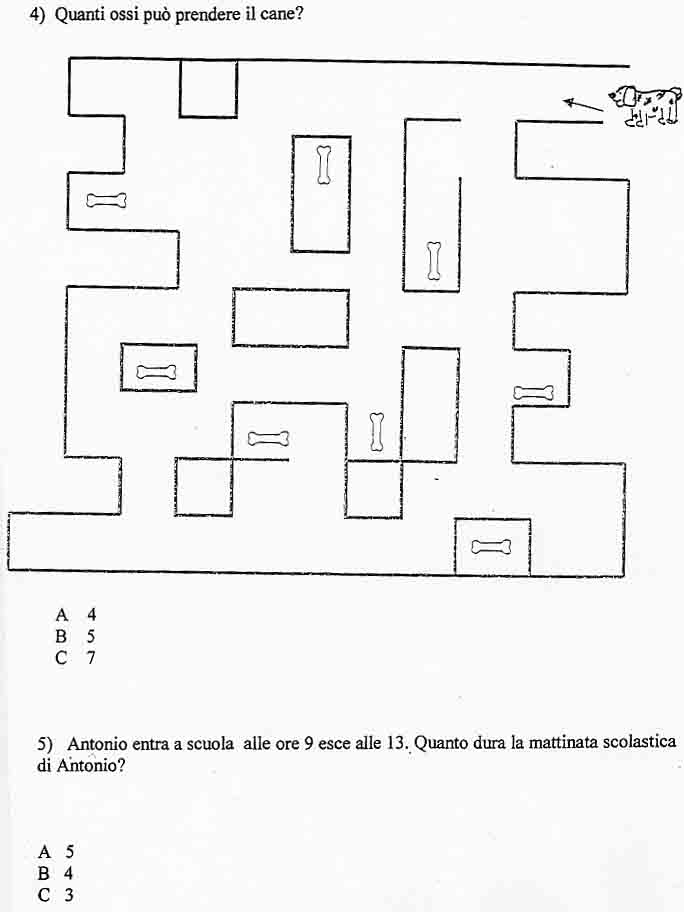 4) Quanti ossi può prendere il cane?
A 4
B 5
C 7
5) Antonio entra a scuola alle ore 9 esce alle 13. Quanto dura la mattinata scolastica
di Antonio?
A 5
B 4
C 3